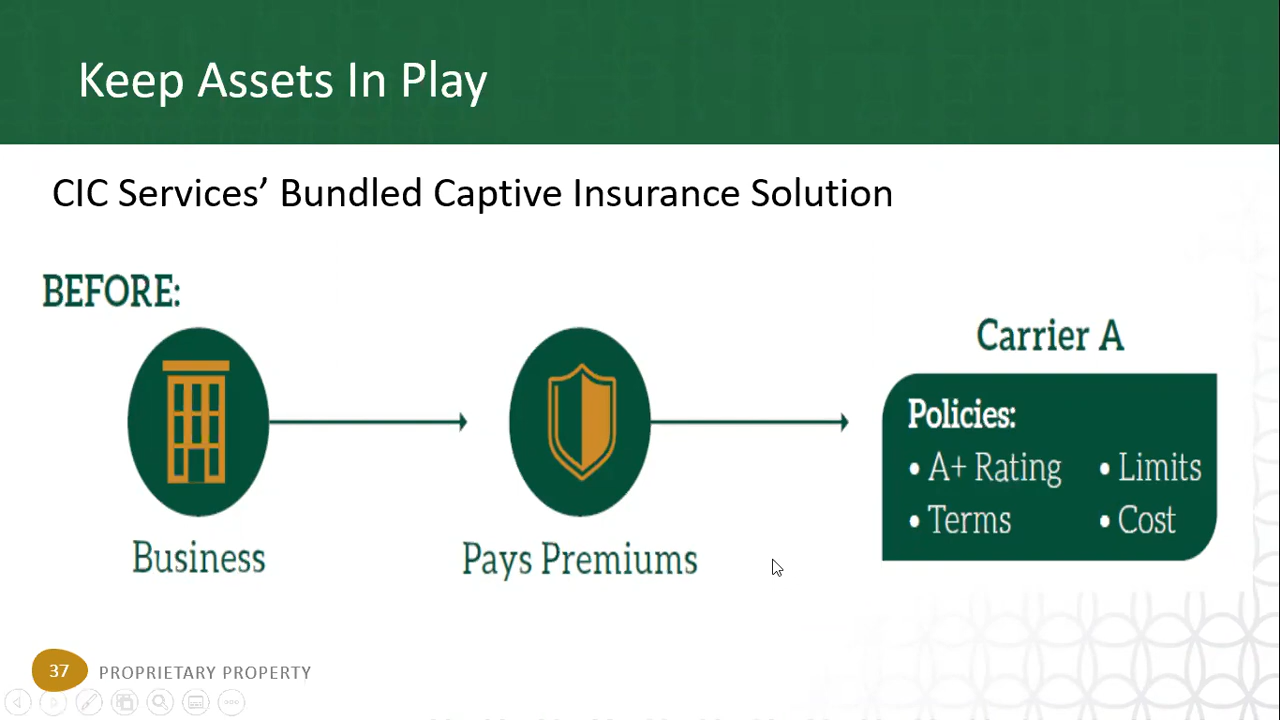 Keep Assets In Play
CIC Services’ Bundled Captive Insurance Solution
BEFORE:
Business
Pays Premiums
Carrier A
Policies:
• A+ Rating • Limits
• Terms • Cost
37 PROPRIETARY PROPERTY